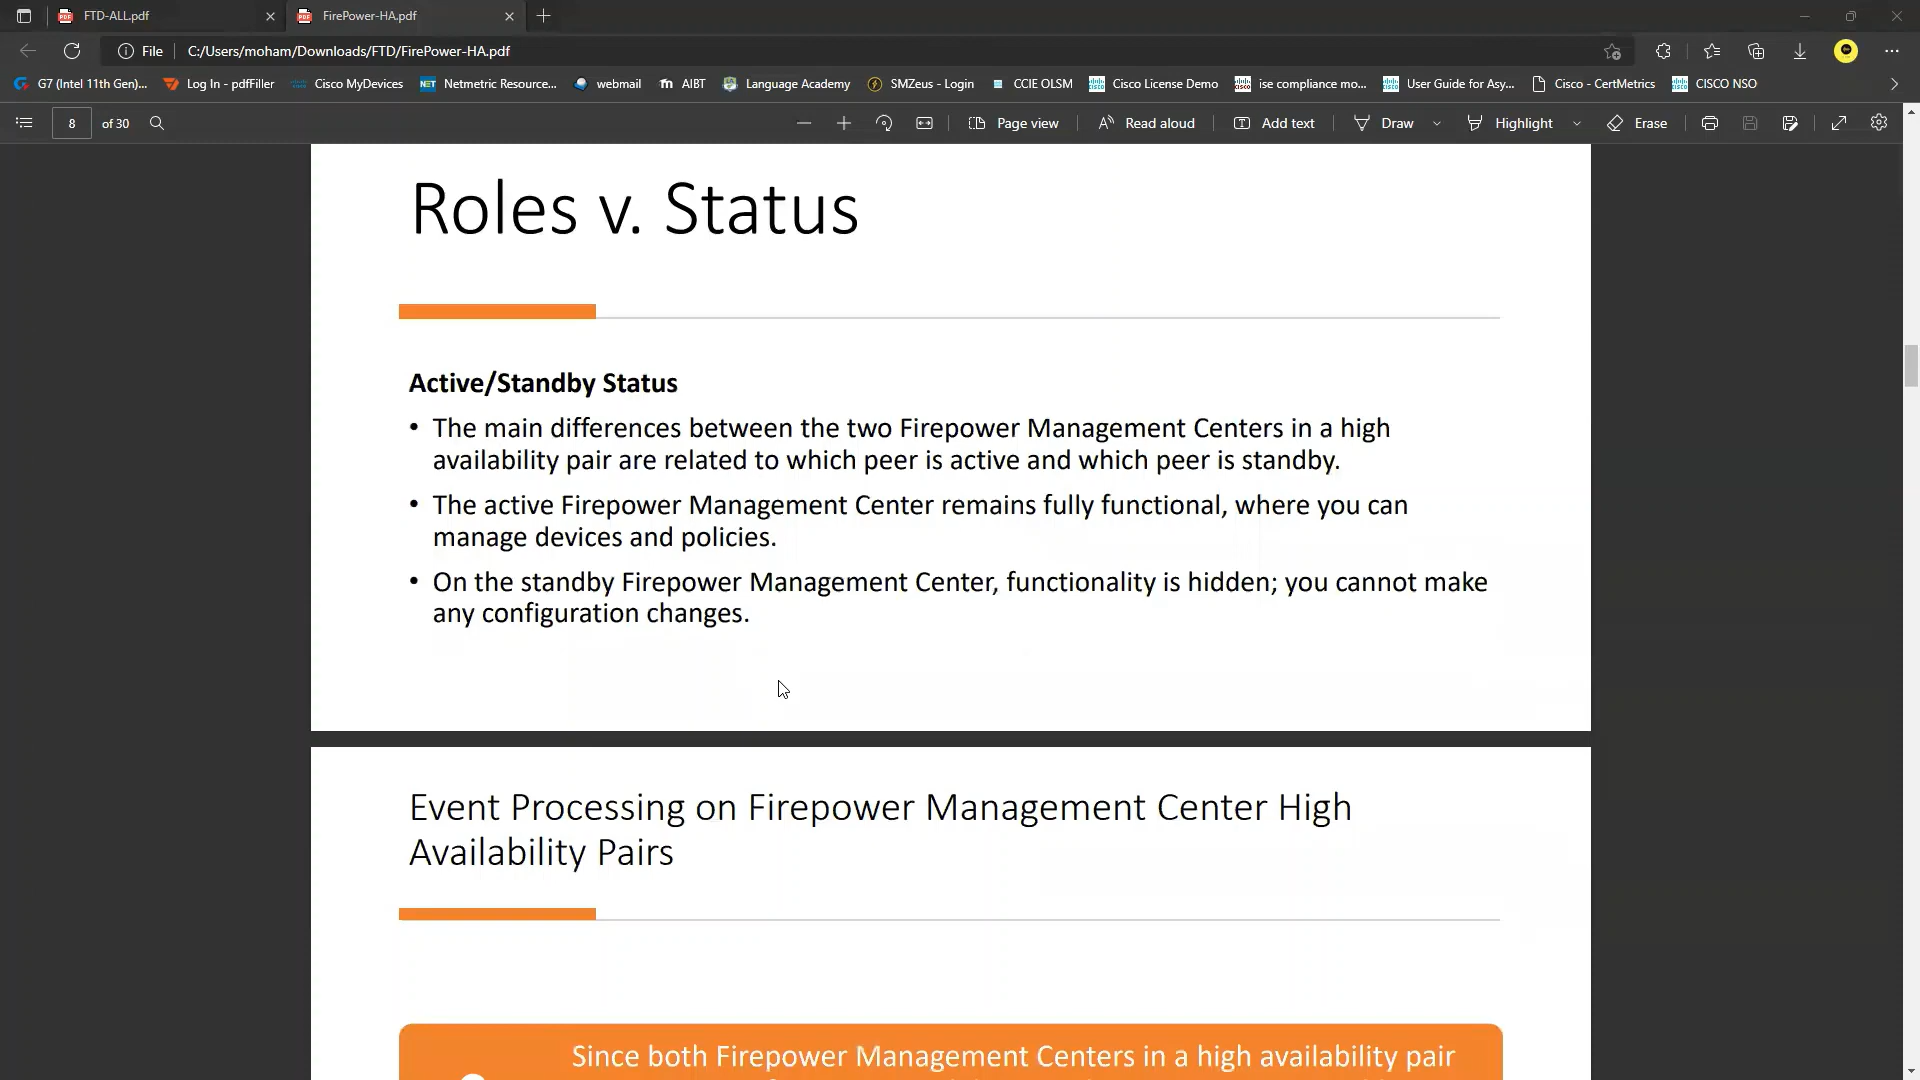 FTD-ALL.pdf
FirePower-HA.pdf
File
C:/Users/moham/Downloads/FTD/FirePower-HA.pdf
G7 (Intel 11th Gen)...
Log In - pdfFiller
Cisco MyDevices
NET Netmetric Resource...
webmail
m AIBT
Language Academy
SMZeus - Login
CCIE OLSM
Cisco License Demo
ise compliance mo...
User Guide for Asy...
Cisco - CertMetrics
CISCO NSO
8 of 30
Page view
Read aloud
Add text
Draw
Highlight
Erase
Roles v. Status
Active/Standby Status
• The main differences between the two Firepower Management Centers in a high
availability pair are related to which peer is active and which peer is standby.
• The active Firepower Management Center remains fully functional, where you can
manage devices and policies.
• On the standby Firepower Management Center, functionality is hidden; you cannot make
any configuration changes.
Event Processing on Firepower Management Center High
Availability Pairs
Since both Firepower Management Centers in a high availability pair